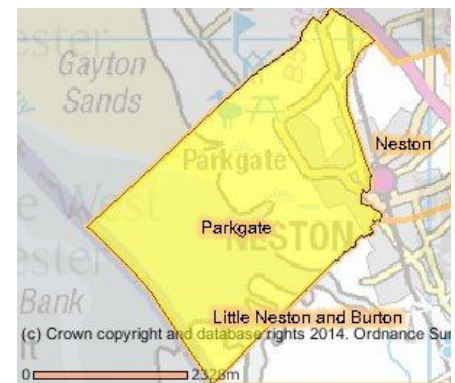 Gayton
Sands
Neston
Parkgate
Parkgate
NESTON
Bank
Little Neston and Burton
(c) Crown copyright and database rights 2014. Ordnance Sur
0 2328m